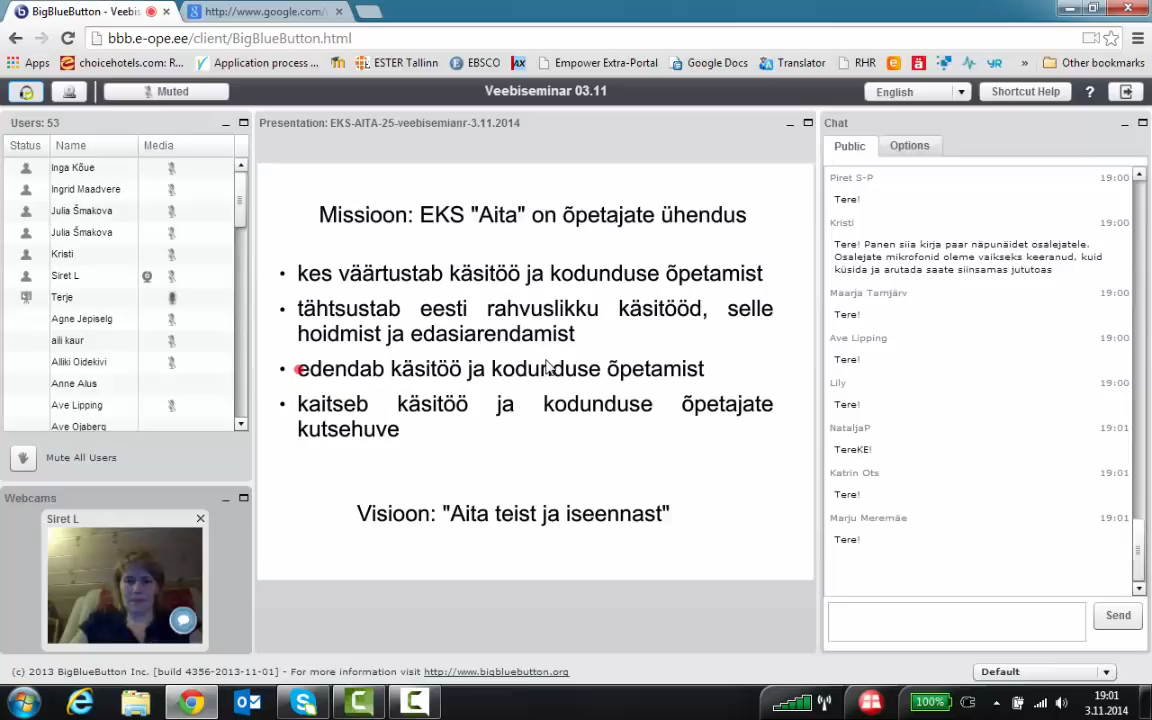 BigBlueButton - Veebis
http://www.google.com/
bbb.e-ope.ee/client/BigBlueButton.html
Apps
choicehotels.com: R...
Application process ...
ESTER Tallinn
EBSCO
Empower Extra-Portal
Google Docs
Translator
RHR
»
Other bookmarks
Muted
Veebiseminar 03.11
English
Shortcut Help
?
Users: 53
Status Name Media
Inga Kõue
Ingrid Maadvere
Julia Šmakova
Julia Šmakova
Kristi
Siret L
Terje
Agne Jepiselg
aili kaur
Alliki Oidekivi
Anne Alus
Ave Lipping
Ave Ojaberg
Mute All Users
Webcams
Siret L
Presentation: EKS-AITA-25-veebisemianr-3.11.2014
Missioon: EKS "Aita" on õpetajate ühendus
• kes väärtustab käsitöö ja kodunduse õpetamist
• tähtsustab eesti rahvuslikku käsitööd, selle
hoidmist ja edasiarendamist
• edendab käsitöö ja kodunduse õpetamist
• kaitseb käsitöö ja kodunduse õpetajate
kutsehuve
Visioon: "Aita teist ja iseennast"
Chat
Public Options
Piret S-P 19:00
Tere!
Kristi 19:00
Tere! Panen siia kirja paar näpunäidet osalejatele.
Osalejate mikrofonid oleme vaikseks keeranud, kuid
küsida ja arutada saate siinsamas jututoas
Maarja Tamjärv 19:00
Tere!
Ave Lipping 19:00
Tere!
Lily 19:00
Tere!
NataljaP 19:01
TereKE!
Katrin Ots 19:01
Tere!
Marju Meremäe 19:01
Tere!
Send
(c) 2013 BigBlueButton Inc. [build 4356-2013-11-01] - For more information visit http://www.bigbluebutton.org
Default
100%
19:01
3.11.2014